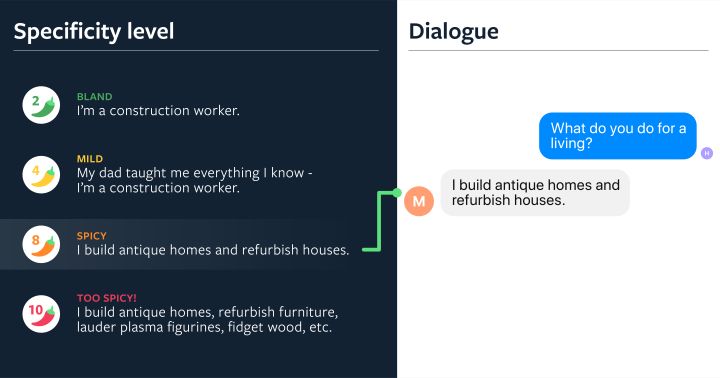 Specificity level
2
BLAND
I'm a construction worker.
4
MILD
My dad taught me everything I know -
I'm a construction worker.
8
SPICY
I build antique homes and refurbish houses.
10
TOO SPICY!
I build antique homes, refurbish furniture,
lauder plasma figurines, fidget wood, etc.
Dialogue
What do you do for a
living?
H
M
I build antique homes and
refurbish houses.